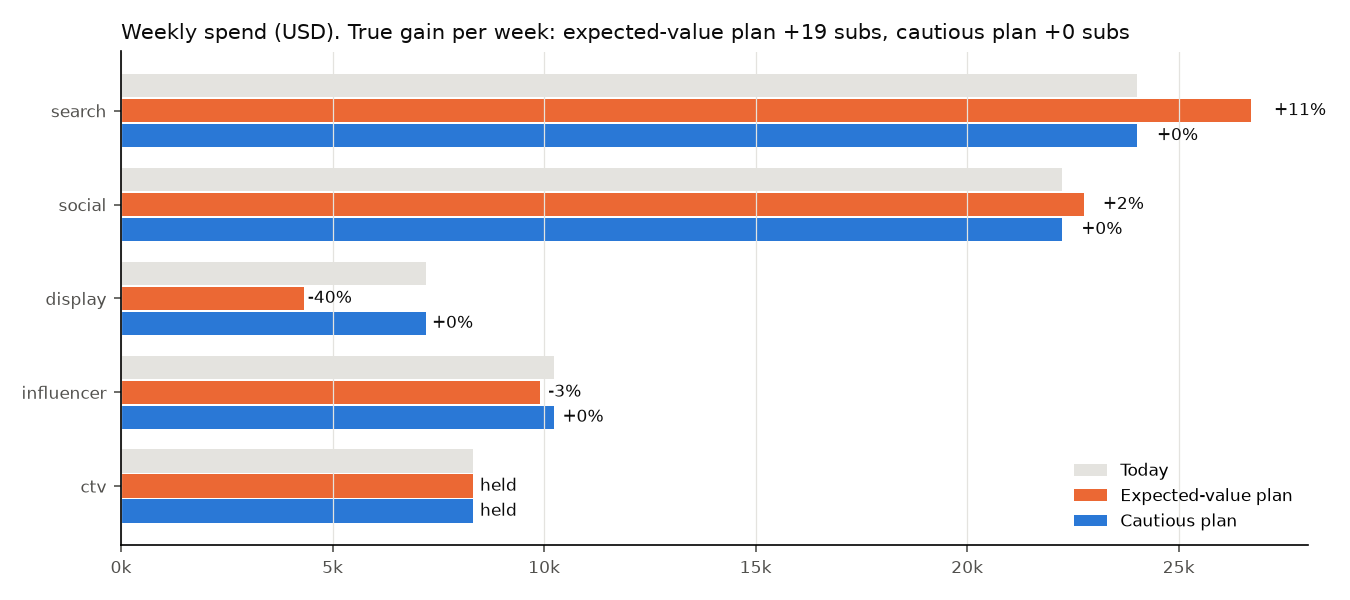 Weekly spend (USD). True gain per week: expected-value plan +19 subs, cautious plan +0 subs
search
+11%
+0%
social
+2%
+0%
display
-40%
+0%
influencer
-3%
+0%
ctv
held
held
Today
Expected-value plan
Cautious plan
0k
5k
10k
15k
20k
25k